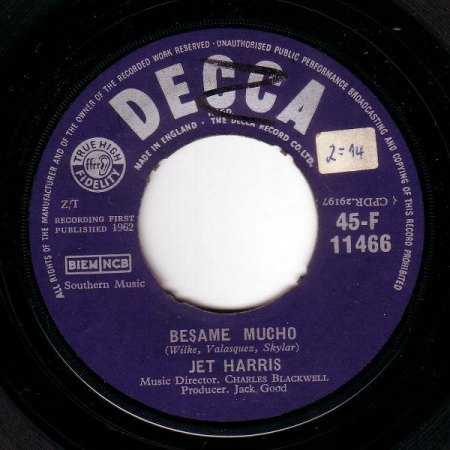 ALL RIGHTS OF THE MANUFACTURER AND OF THE OWNER OF THE RECORDED WORK RESERVED · UNAUTHORISED PUBLIC PERFORMANCE BROADCASTING AND COPYING OF THIS RECORD PROHIBITED
DECCA
MADE IN ENGLAND · THE DECCA RECORD CO. LTD.
TRUE HIGH
ffrr
FIDELITY
RECORDING FIRST
PUBLISHED 1962
BIEM NCB
Southern Music
2=94
45-F
11466
BESAME MUCHO
(Wilke, Valasquez, Skylar)
JET HARRIS
Music Director. CHARLES BLACKWELL
Producer. Jack Good